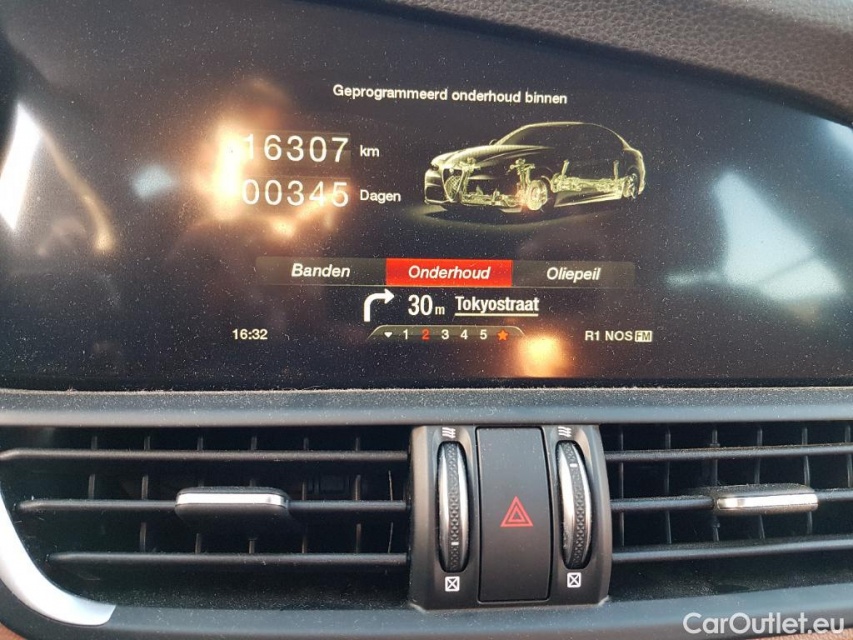 Geprogrammeerd onderhoud binnen
16307 km
00345 Dagen
Banden Onderhoud Oliepeil
30m Tokyostraat
16:32 1 2 3 4 5 R1 NOS FM
CarOutlet.eu